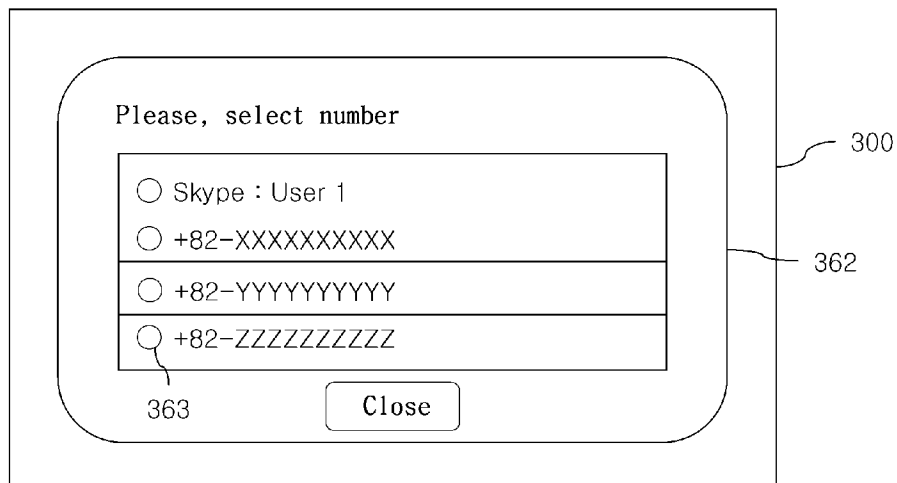 Please, select number
300
Skype : User 1
+82-XXXXXXXXXX
362
+82-YYYYYYYYYY
+82-ZZZZZZZZZZ
363
Close